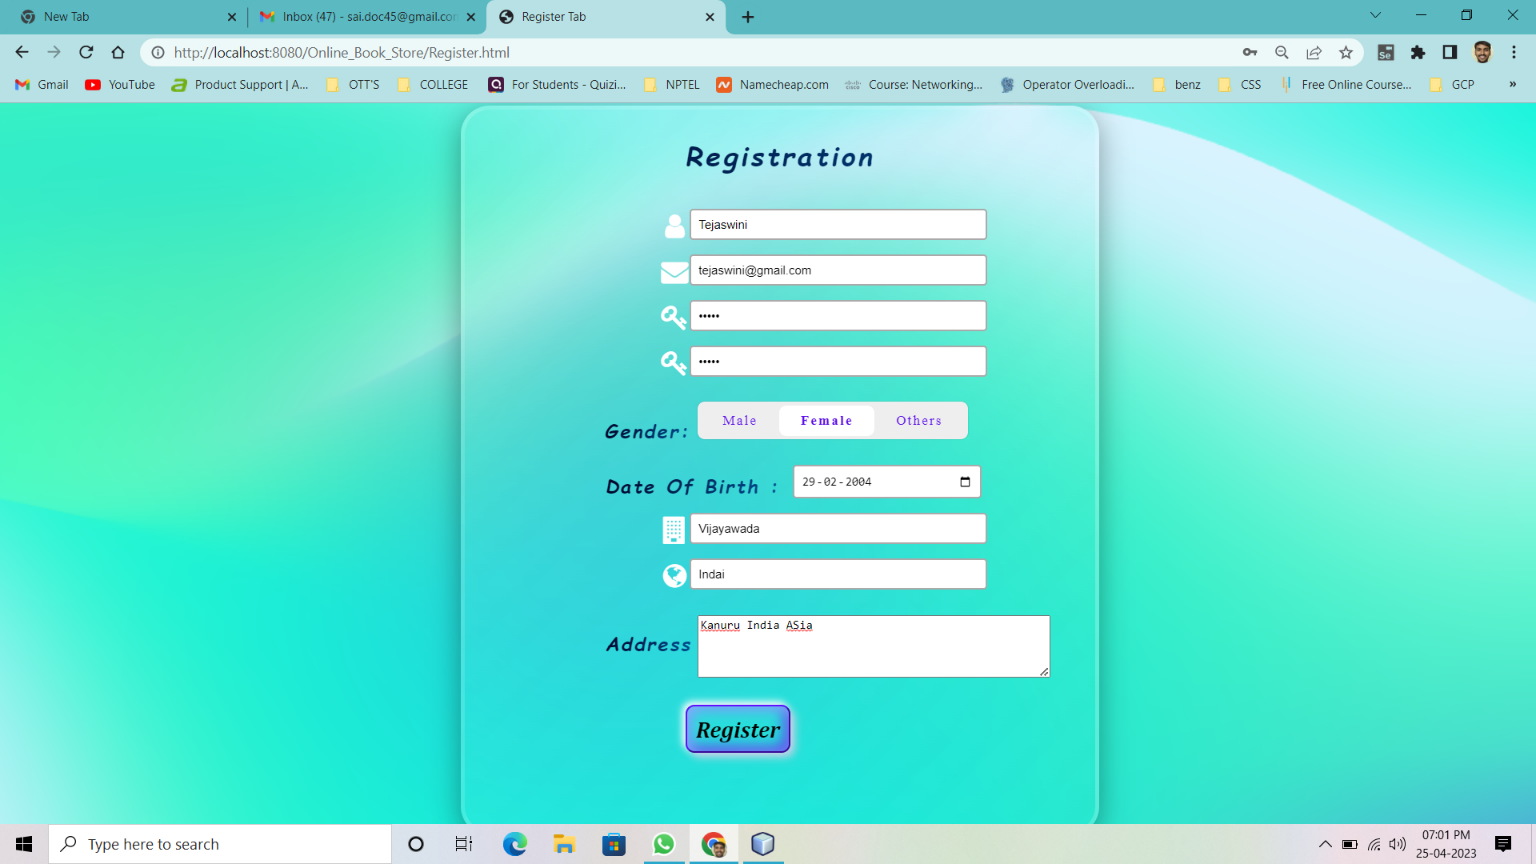 New Tab
Inbox (47) - sai.doc45@gmail.co
Register Tab
http://localhost:8080/Online_Book_Store/Register.html
Se
Gmail
YouTube
Product Support | A...
OTT'S
COLLEGE
For Students - Quizi...
NPTEL
Namecheap.com
Course: Networking...
Operator Overloadi...
benz
CSS
Free Online Course...
GCP
»
Registration
Tejaswini
tejaswini@gmail.com
•••••
•••••
Gender:
Male
Female
Others
Date Of Birth :
29-02-2004
Vijayawada
Indai
Address
Kanuru India ASia
Register
Type here to search
07:01 PM
25-04-2023